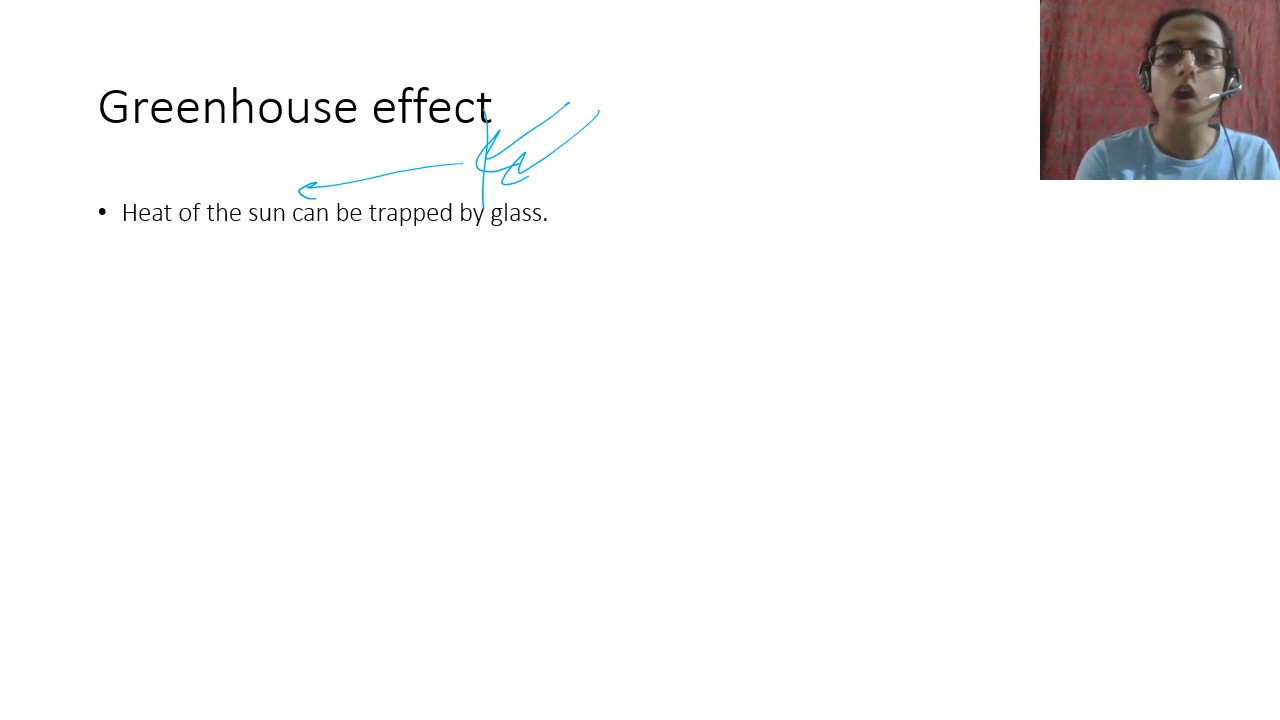 Greenhouse effect
• Heat of the sun can be trapped by glass.